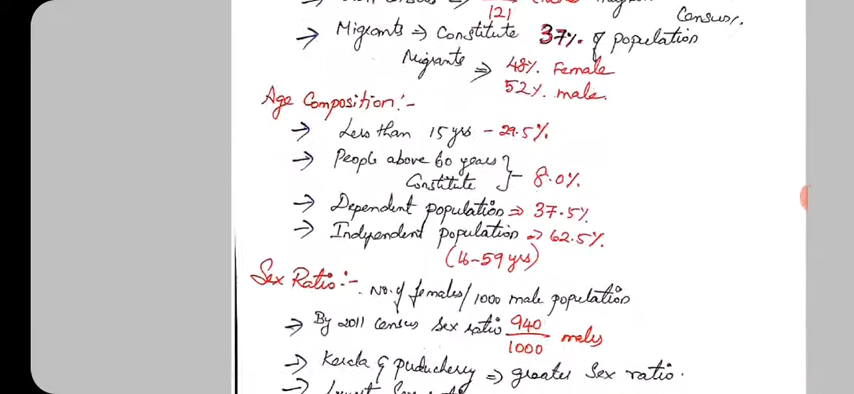 121
Census.
→ Migrants ⇒ Constitute 37% of population
Migrants ⇒ 48% Female
52% male.
Age Composition:-
→ Less than 15 yrs - 29.5%
→ People above 60 years }
Constitute } - 8.0%
→ Dependent population ⇒ 37.5%
→ Independent population ⇒ 62.5%
(16-59 yrs)
Sex Ratio:- No. of females/1000 male population
→ By 2011 Census Sex ratio 940
1000 males
→ Kerala & puducherry ⇒ greater Sex ratio.